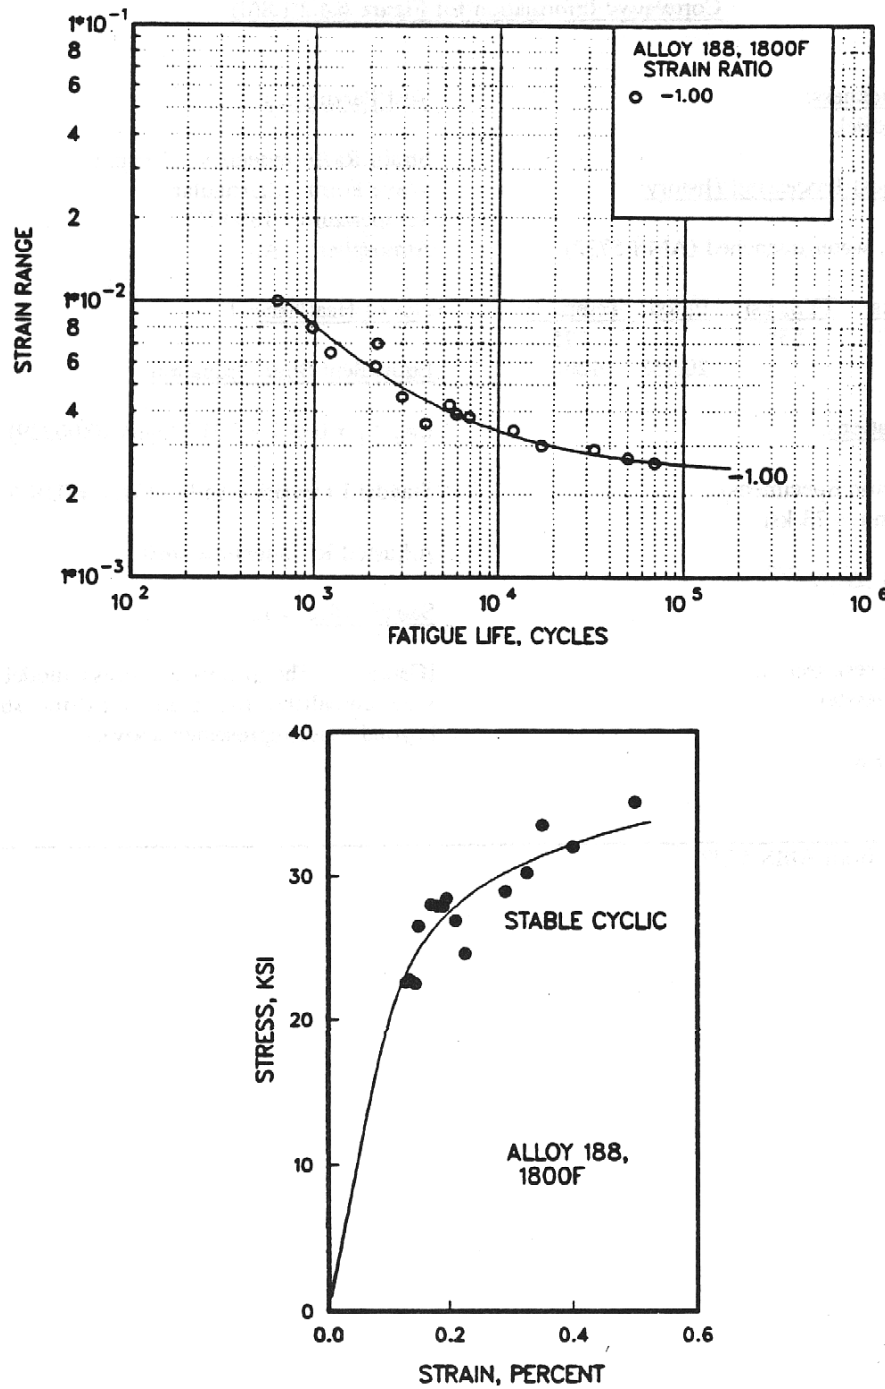 1*10⁻¹
8
6
4
2
1*10⁻²
8
6
4
2
1*10⁻³
STRAIN RANGE
ALLOY 188, 1800F
STRAIN RATIO
-1.00
-1.00
10² 10³ 10⁴ 10⁵ 10⁶
FATIGUE LIFE, CYCLES
40
30
20
10
0
STRESS, KSI
STABLE CYCLIC
ALLOY 188,
1800F
0.0 0.2 0.4 0.6
STRAIN, PERCENT